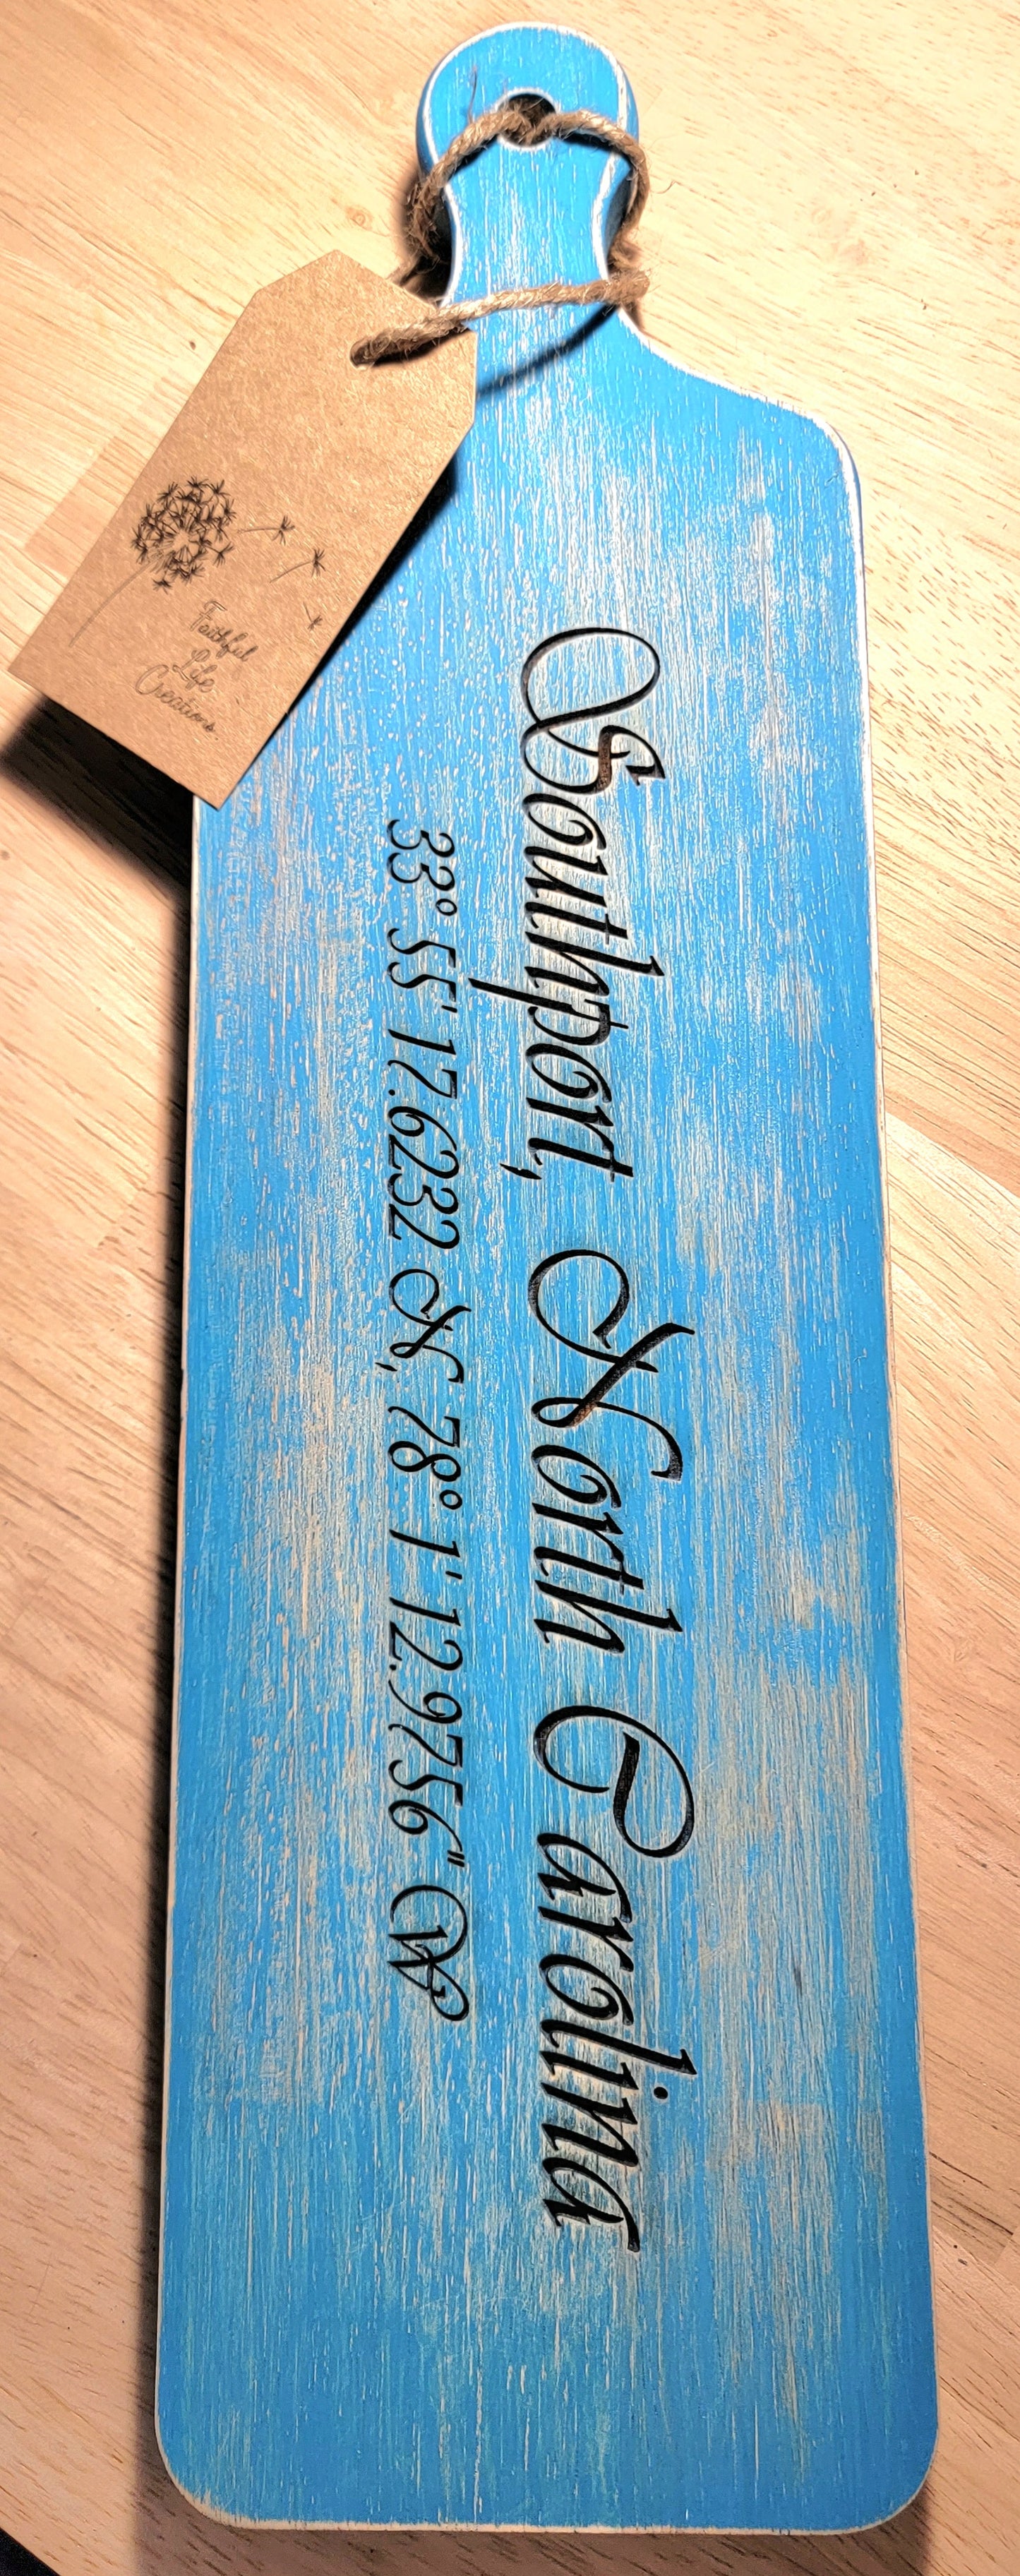 Southport, North Carolina
33° 55' 17.6232 N, 78° 1' 12.9756" W
Faithful
Life
Creations